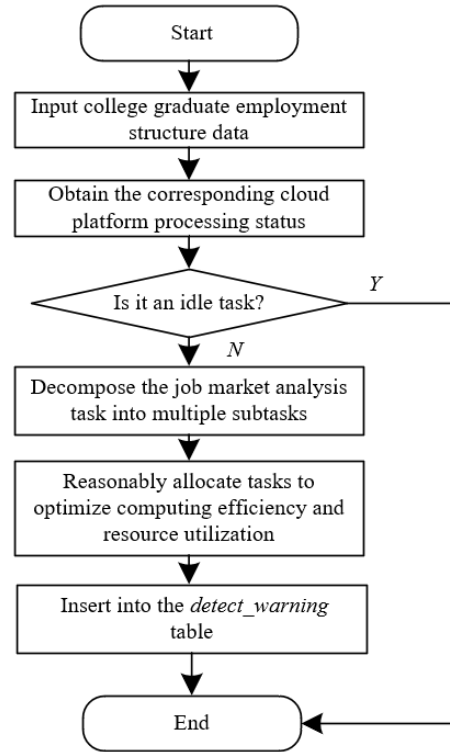 Start
Input college graduate employment
structure data
Obtain the corresponding cloud
platform processing status
Is it an idle task?
Y
N
Decompose the job market analysis
task into multiple subtasks
Reasonably allocate tasks to
optimize computing efficiency and
resource utilization
Insert into the detect_warning
table
End